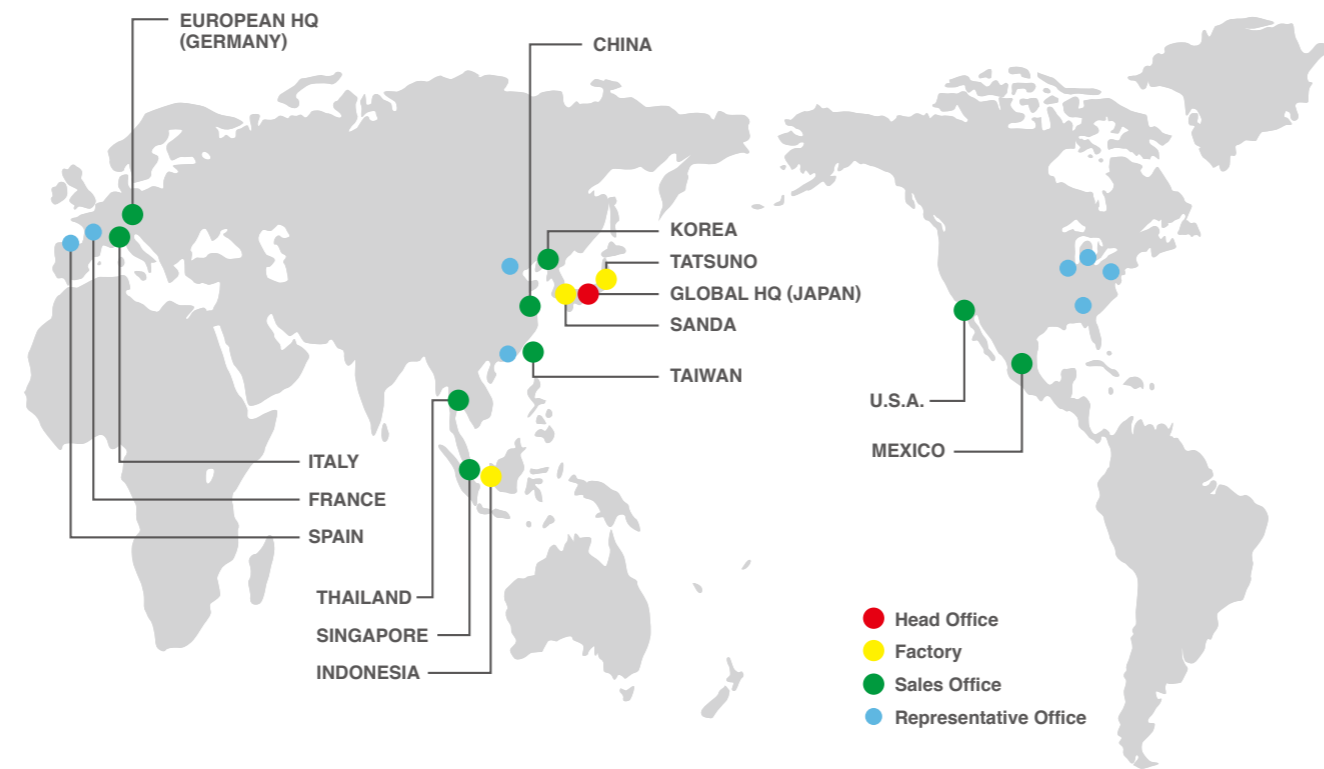 EUROPEAN HQ
(GERMANY)
CHINA
KOREA
TATSUNO
GLOBAL HQ (JAPAN)
SANDA
TAIWAN
U.S.A.
MEXICO
ITALY
FRANCE
SPAIN
THAILAND
SINGAPORE
INDONESIA
Head Office
Factory
Sales Office
Representative Office